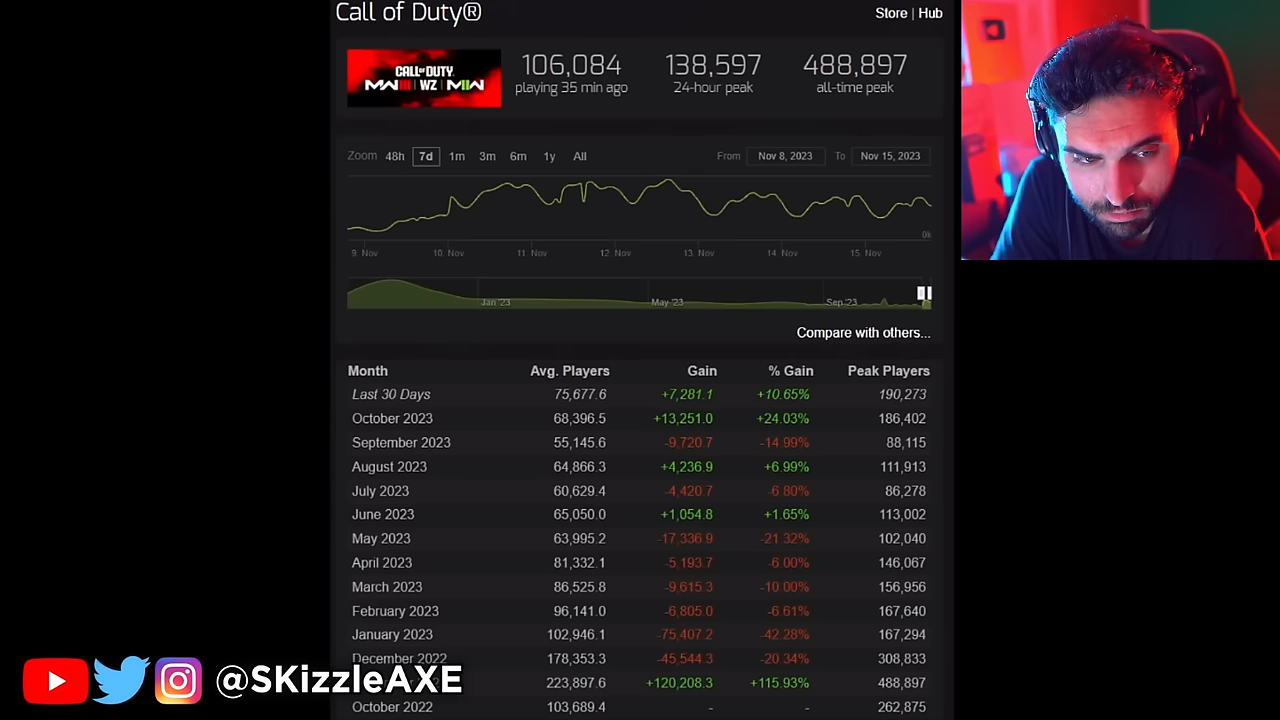 Call of Duty®
Store | Hub
CALL OF DUTY
MWIII | WZ | MWII
106,084
playing 35 min ago
138,597
24-hour peak
488,897
all-time peak
Zoom 48h 7d 1m 3m 6m 1y All
From Nov 8, 2023 To Nov 15, 2023
0k
9. Nov 10. Nov 11. Nov 12. Nov 13. Nov 14. Nov 15. Nov
Jan '23 May '23 Sep '23
Compare with others...
Month Avg. Players Gain % Gain Peak Players
Last 30 Days 75,677.6 +7,281.1 +10.65% 190,273
October 2023 68,396.5 +13,251.0 +24.03% 186,402
September 2023 55,145.6 -9,720.7 -14.99% 88,115
August 2023 64,866.3 +4,236.9 +6.99% 111,913
July 2023 60,629.4 -4,420.7 -6.80% 86,278
June 2023 65,050.0 +1,054.8 +1.65% 113,002
May 2023 63,995.2 -17,336.9 -21.32% 102,040
April 2023 81,332.1 -5,193.7 -6.00% 146,067
March 2023 86,525.8 -9,615.3 -10.00% 156,956
February 2023 96,141.0 -6,805.0 -6.61% 167,640
January 2023 102,946.1 -75,407.2 -42.28% 167,294
December 2022 178,353.3 -45,544.3 -20.34% 308,833
223,897.6 +120,208.3 +115.93% 488,897
October 2022 103,689.4 - - 262,875
@SKizzleAXE